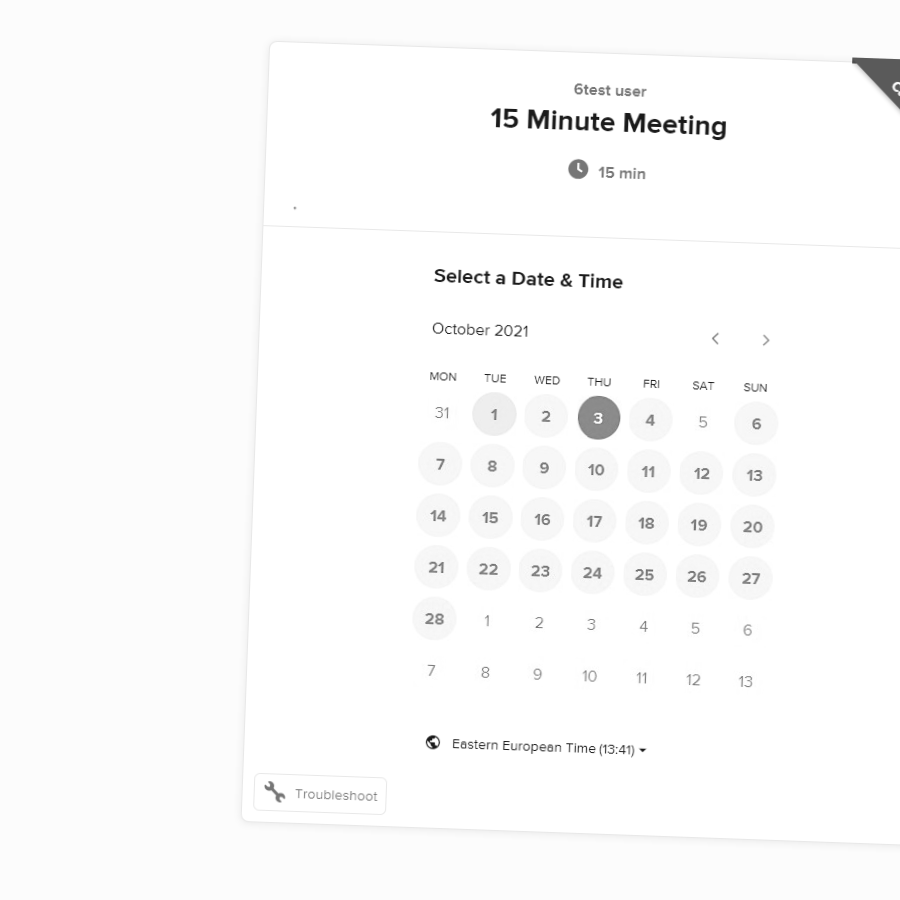 6test user
15 Minute Meeting
15 min
.
Select a Date & Time
October 2021
MON TUE WED THU FRI SAT SUN
31 1 2 3 4 5 6
7 8 9 10 11 12 13
14 15 16 17 18 19 20
21 22 23 24 25 26 27
28 1 2 3 4 5 6
7 8 9 10 11 12 13
Eastern European Time (13:41)
Troubleshoot